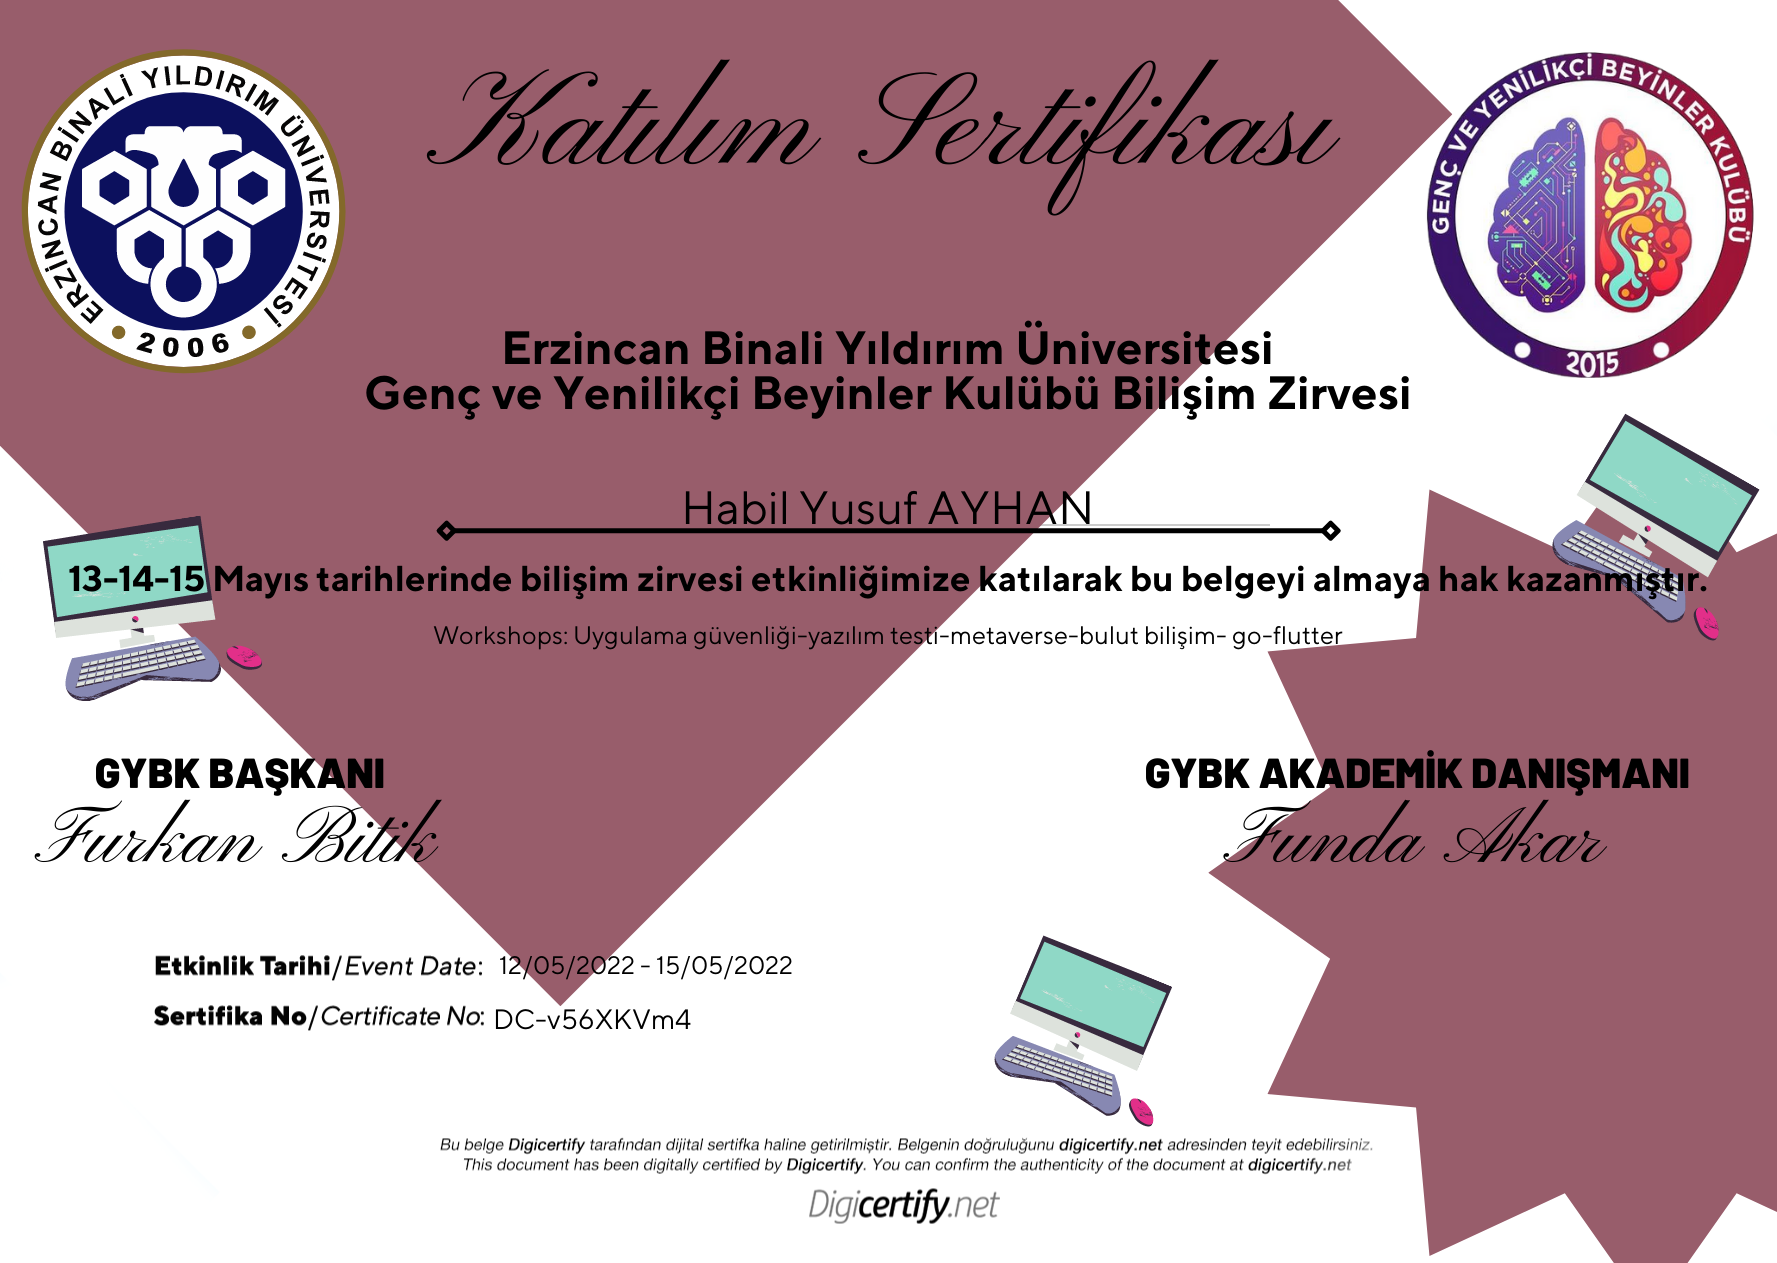 ERZİNCAN BİNALİ YILDIRIM ÜNİVERSİTESİ
2006
Katılım Sertifikası
GENÇ VE YENİLİKÇİ BEYİNLER KULÜBÜ
2015
Erzincan Binali Yıldırım Üniversitesi
Genç ve Yenilikçi Beyinler Kulübü Bilişim Zirvesi
Habil Yusuf AYHAN
13-14-15 Mayıs tarihlerinde bilişim zirvesi etkinliğimize katılarak bu belgeyi almaya hak kazanmıştır.
Workshops: Uygulama güvenliği-yazılım testi-metaverse-bulut bilişim- go-flutter
GYBK BAŞKANI
Furkan Bitik
GYBK AKADEMİK DANIŞMANI
Funda Akar
Etkinlik Tarihi/Event Date: 12/05/2022 - 15/05/2022
Sertifika No/Certificate No: DC-v56XKVm4
Bu belge Digicertify tarafından dijital sertifka haline getirilmiştir. Belgenin doğruluğunu digicertify.net adresinden teyit edebilirsiniz.
This document has been digitally certified by Digicertify. You can confirm the authenticity of the document at digicertify.net
Digicertify.net